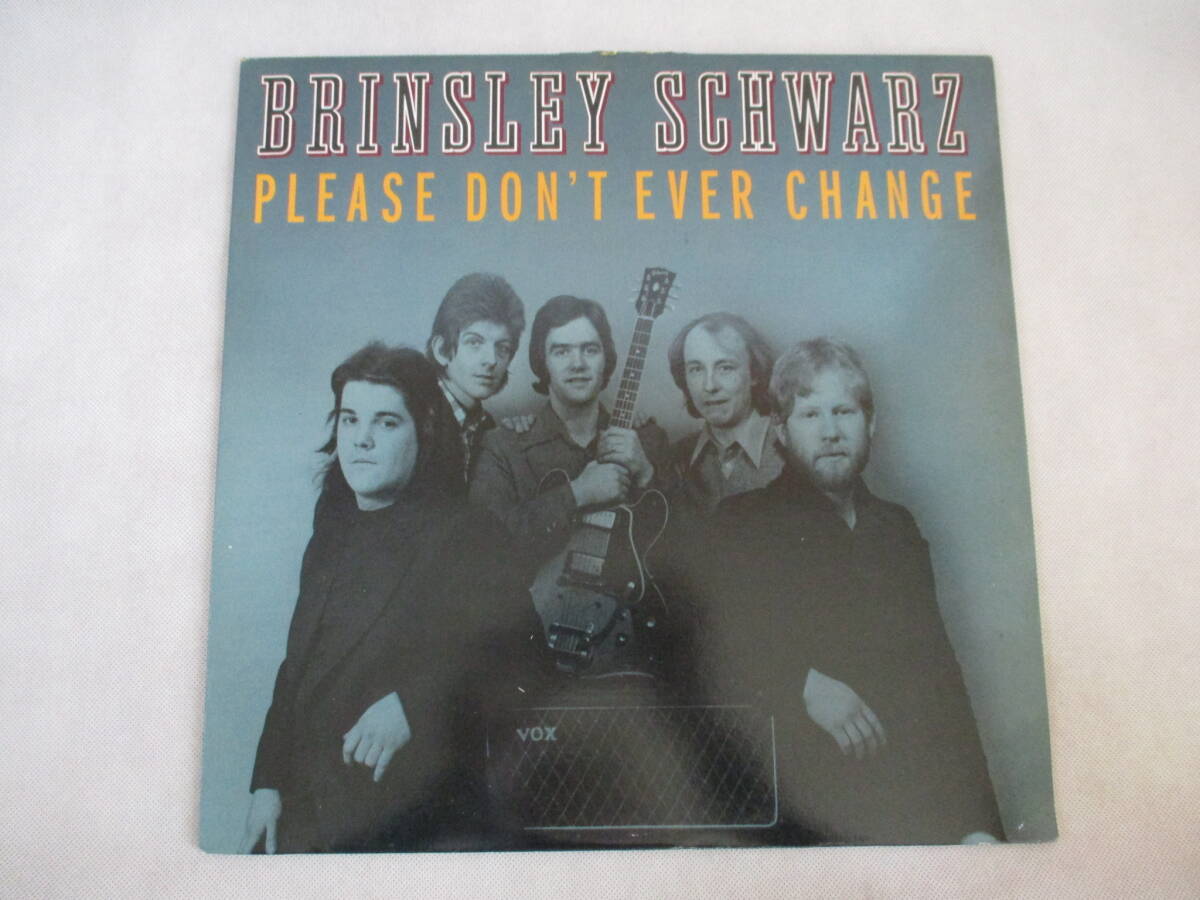 BRINSLEY SCHWARZ
PLEASE DON'T EVER CHANGE
VOX